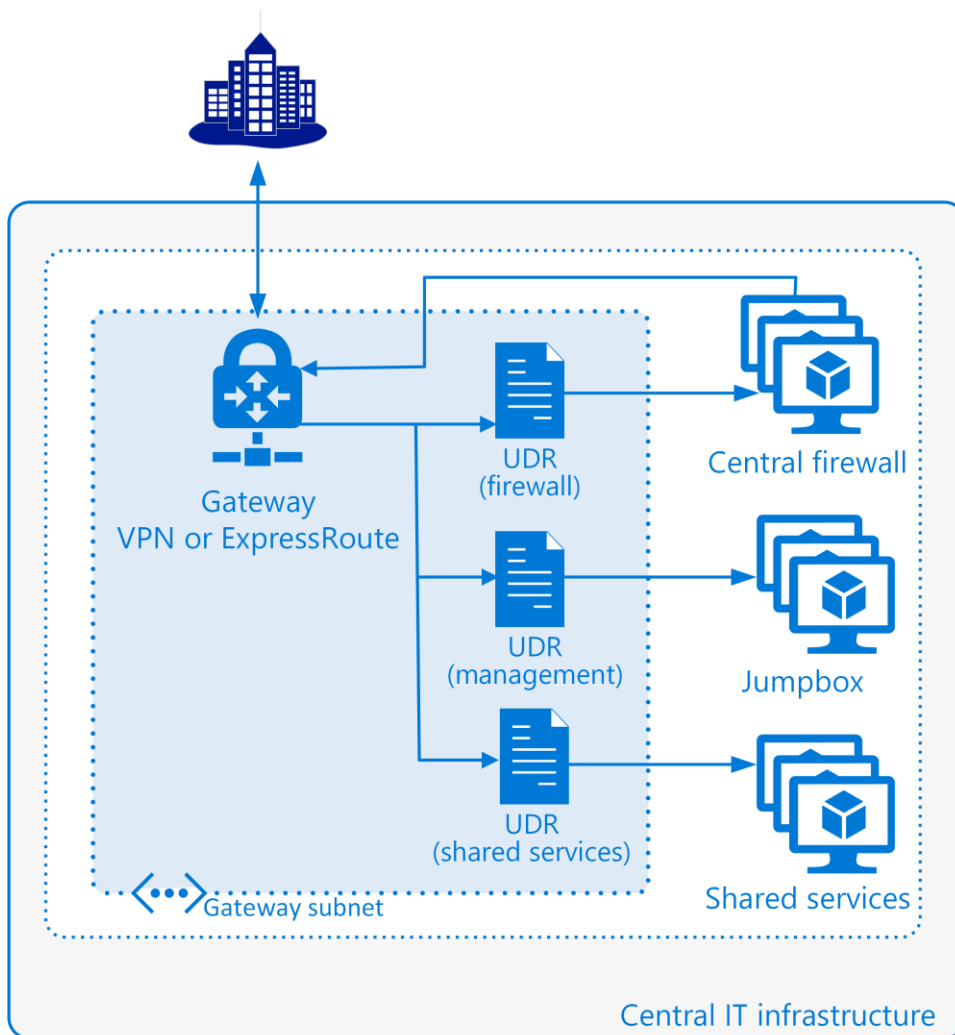 UDR
(firewall)
Central firewall
Gateway
VPN or ExpressRoute
UDR
(management)
Jumpbox
UDR
(shared services)
Shared services
Gateway subnet
Central IT infrastructure